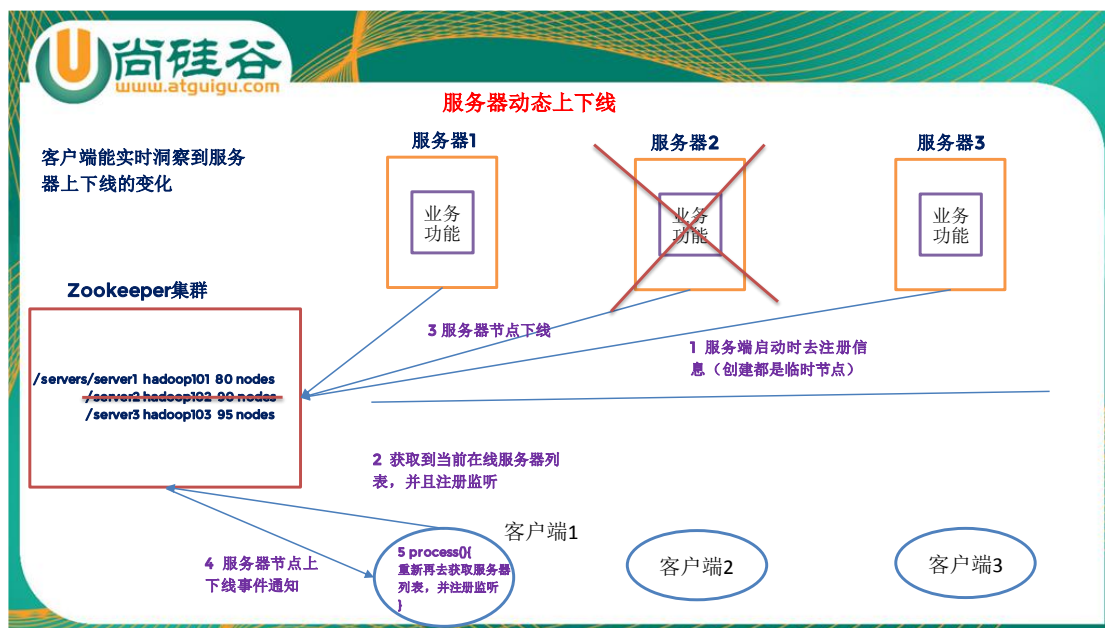 尚硅谷
www.atguigu.com
服务器动态上下线
客户端能实时洞察到服务
器上下线的变化
服务器1
服务器2
服务器3
业务
功能
业务
功能
业务
功能
Zookeeper集群
3 服务器节点下线
1 服务端启动时去注册信
息（创建都是临时节点）
/servers/server1 hadoop101 80 nodes
/server2 hadoop102 90 nodes
/server3 hadoop103 95 nodes
2 获取到当前在线服务器列
表，并且注册监听
客户端1
4 服务器节点上
下线事件通知
5 process(){
重新再去获取服务器
列表，并注册监听
}
客户端2
客户端3